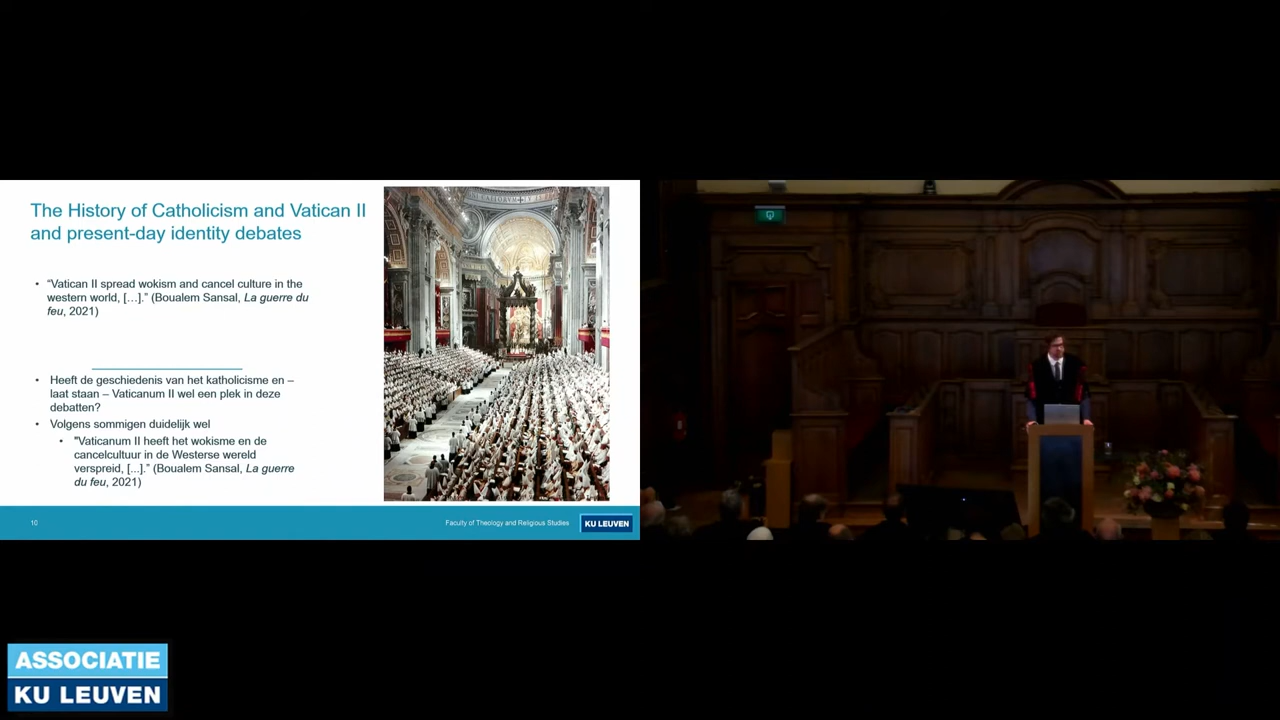 The History of Catholicism and Vatican II
and present-day identity debates
• “Vatican II spread wokism and cancel culture in the
western world, […].” (Boualem Sansal, La guerre du
feu, 2021)
• Heeft de geschiedenis van het katholicisme en –
laat staan – Vaticanum II wel een plek in deze
debatten?
• Volgens sommigen duidelijk wel
• "Vaticanum II heeft het wokisme en de
cancelcultuur in de Westerse wereld
verspreid, [...].” (Boualem Sansal, La guerre
du feu, 2021)
10
Faculty of Theology and Religious Studies
KU LEUVEN
ASSOCIATIE
KU LEUVEN